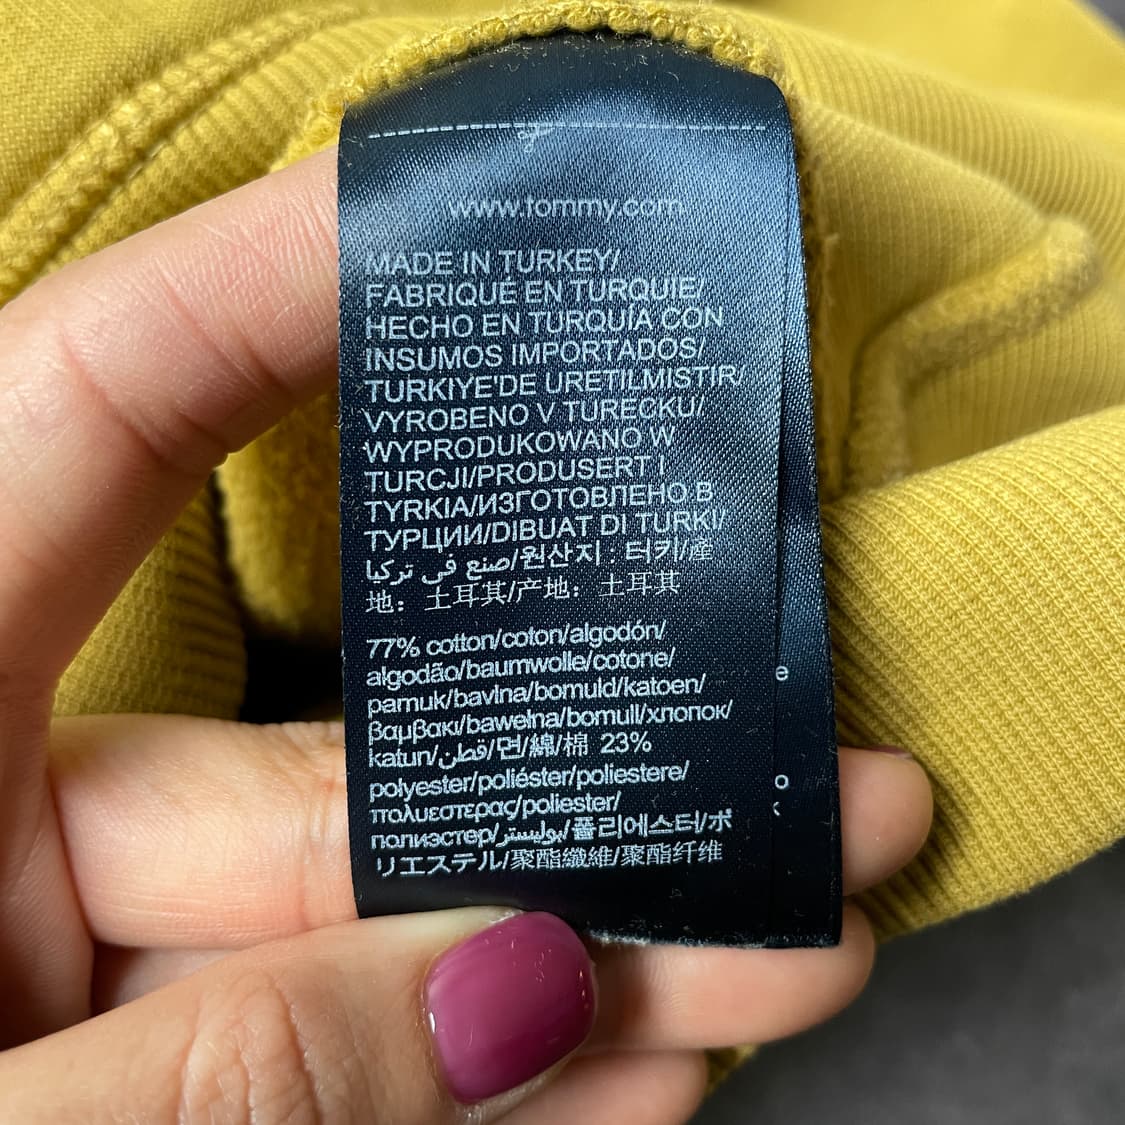 www.tommy.com
MADE IN TURKEY/
FABRIQUÉ EN TURQUIE/
HECHO EN TURQUÍA CON
INSUMOS IMPORTADOS/
TURKIYE'DE URETILMISTIR/
VYROBENO V TURECKU/
WYPRODUKOWANO W
TURCJI/PRODUSERT I
TYRKIA/ИЗГОТОВЛЕНО В
ТУРЦИИ/DIBUAT DI TURKI/
صنع في تركيا/원산지 : 터키/產
地：土耳其/产地：土耳其
77% cotton/coton/algodón/
algodão/baumwolle/cotone/
pamuk/bavlna/bomuld/katoen/
βαμβακι/bawełna/bomull/хлопок/
katun/قطن/면/綿/棉 23%
polyester/poliéster/poliestere/
πολυεστερας/poliester/
полиэстер/بوليستر/폴리에스터/ポ
リエステル/聚酯纖維/聚酯纤维
e
o